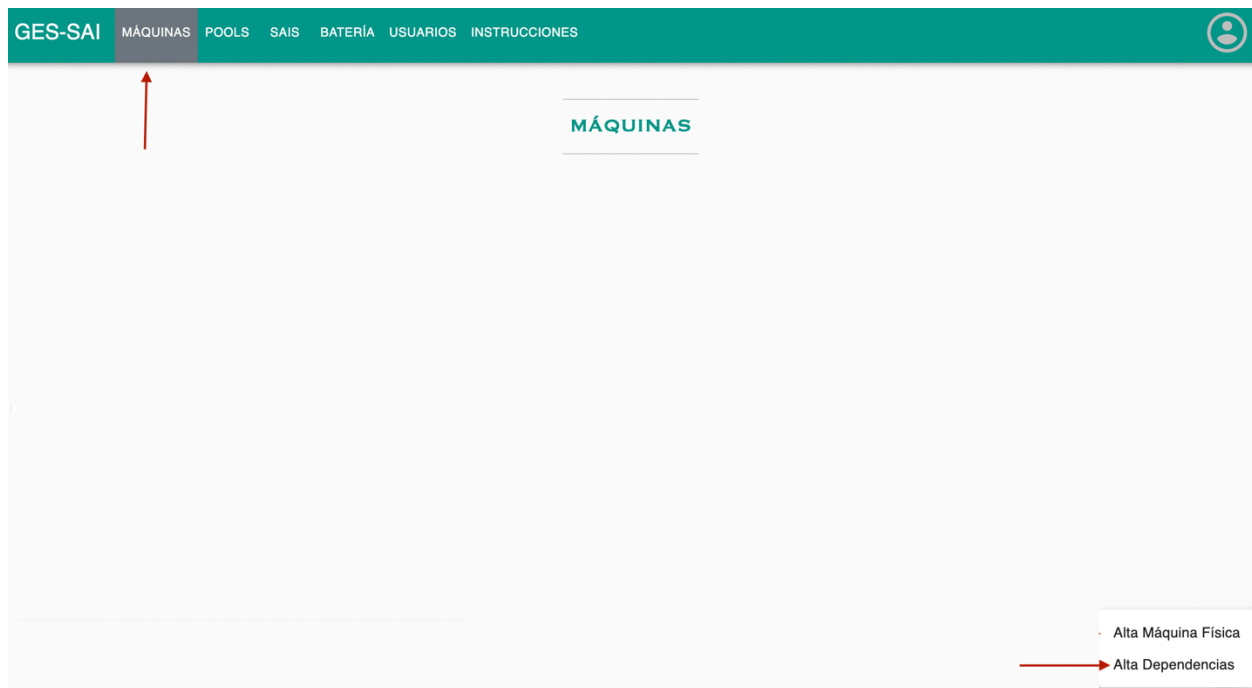 GES-SAI MÁQUINAS POOLS SAIS BATERÍA USUARIOS INSTRUCCIONES
MÁQUINAS
Alta Máquina Física
Alta Dependencias